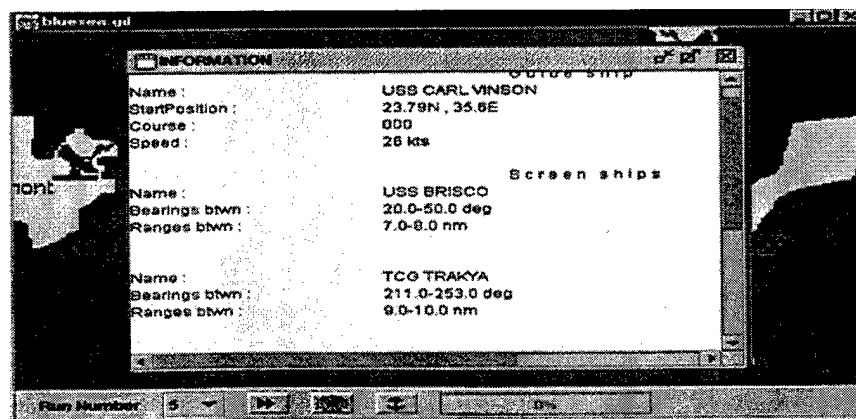 bluesea.gd
INFORMATION
Guide ship
Name : USS CARL VINSON
StartPosition : 23.79N , 35.6E
Course : 000
Speed : 26 kts
Screen ships
Name : USS BRISCO
Bearings btwn : 20.0-50.0 deg
Ranges btwn : 7.0-8.0 nm
Name : TCG TRAKYA
Bearings btwn : 211.0-253.0 deg
Ranges btwn : 9.0-10.0 nm
mont
Run Number 5
0%